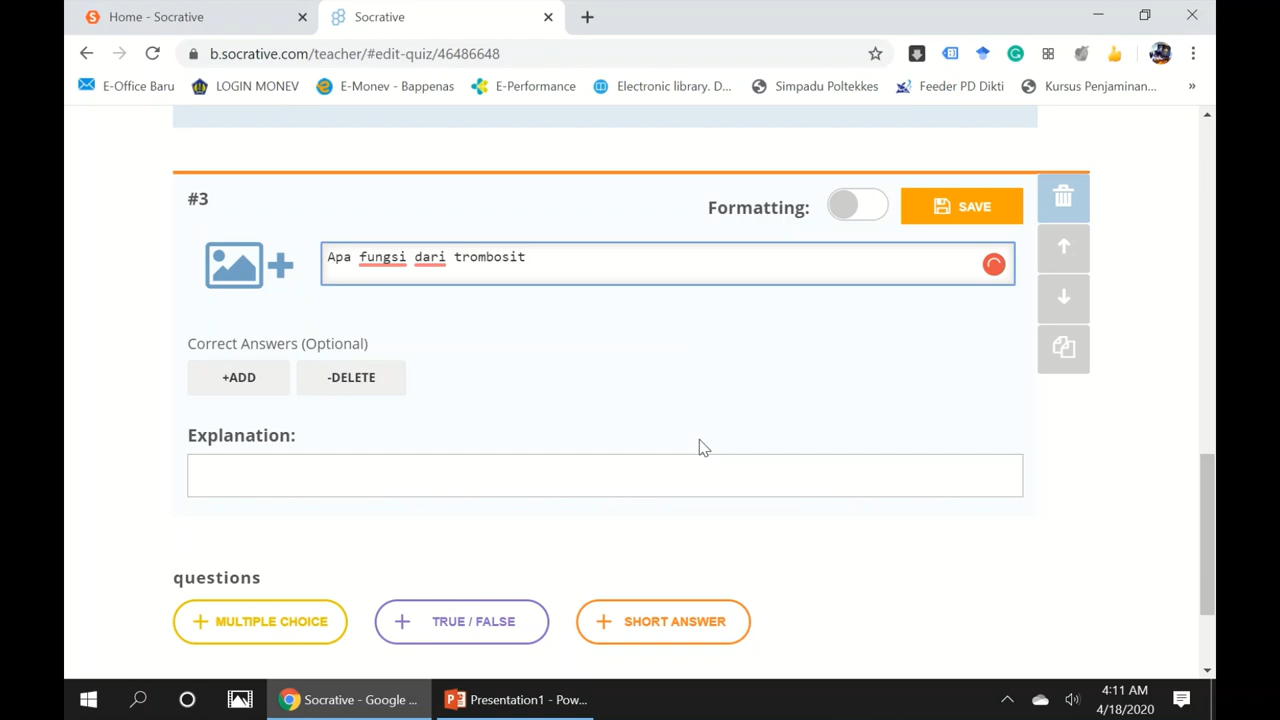 Home - Socrative
Socrative
b.socrative.com/teacher/#edit-quiz/46486648
E-Office Baru
LOGIN MONEV
E-Monev - Bappenas
E-Performance
Electronic library. D...
Simpadu Poltekkes
Feeder PD Dikti
Kursus Penjaminan...
»
#3
Formatting:
SAVE
Apa fungsi dari trombosit
Correct Answers (Optional)
+ADD
-DELETE
Explanation:
questions
+ MULTIPLE CHOICE
+ TRUE / FALSE
+ SHORT ANSWER
Socrative - Google ...
Presentation1 - Pow...
4:11 AM
4/18/2020